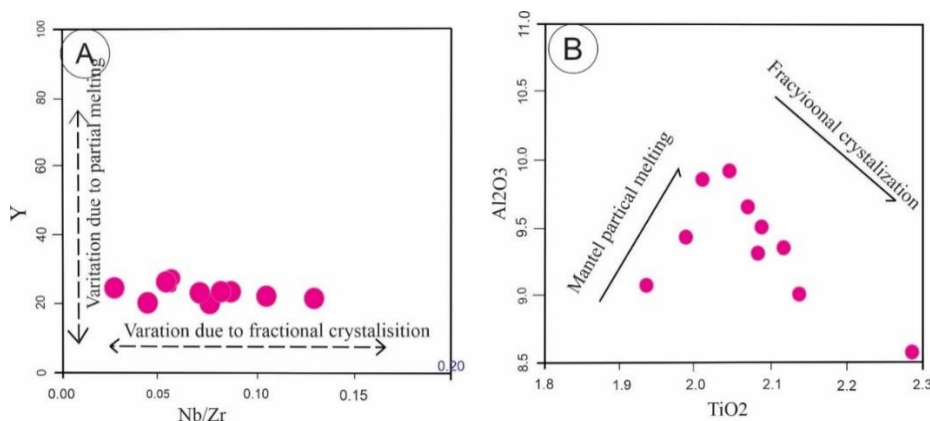 A
100
80
60
40
20
0
Y
Varitation due to partial melting
Varation due to fractional crystalisition
0.00
0.05
0.10
0.15
0.20
Nb/Zr
B
11.0
10.5
10.0
9.5
9.0
8.5
Al2O3
Mantel partical melting
Fracyioonal crystalization
1.8
1.9
2.0
2.1
2.2
2.3
TiO2